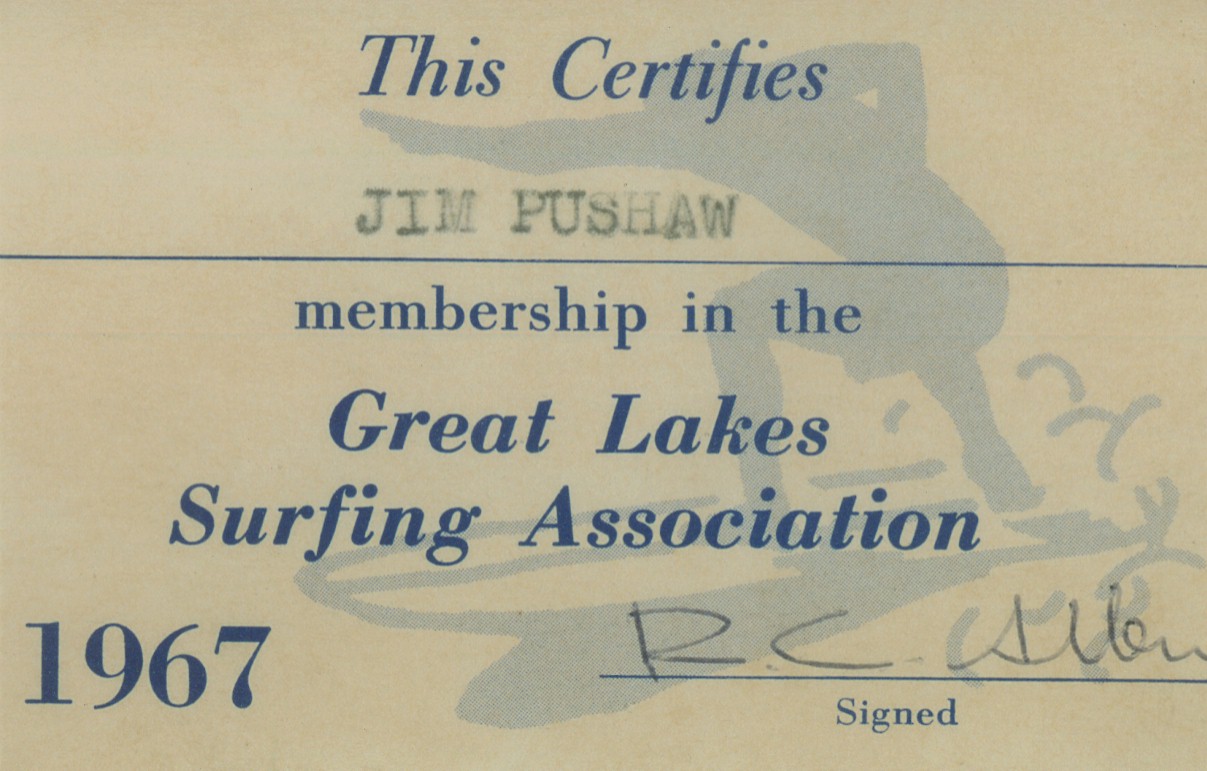 This Certifies
JIM PUSHAW
membership in the
Great Lakes
Surfing Association
1967
R. C.
Signed